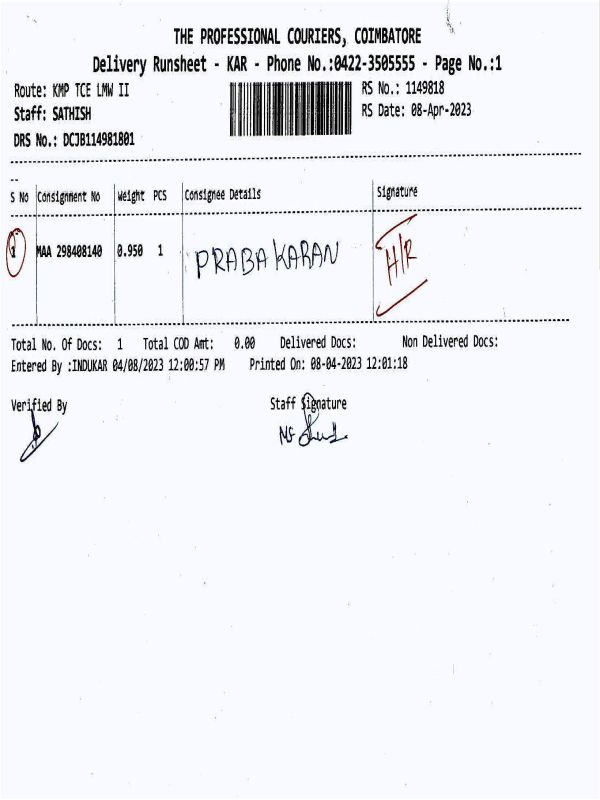 THE PROFESSIONAL COURIERS, COIMBATORE
Delivery Runsheet - KAR - Phone No.:0422-3505555 - Page No.:1
Route: KMP TCE LMW II
RS No.: 1149818
Staff: SATHISH
RS Date: 08-Apr-2023
DRS No.: DCJB114981801
S No Consignment No Weight PCS Consignee Details Signature
1 MAA 298408140 0.950 1 PRABAKARAN H/R
Total No. Of Docs: 1 Total COD Amt: 0.00 Delivered Docs: Non Delivered Docs:
Entered By :INDUKAR 04/08/2023 12:00:57 PM Printed On: 08-04-2023 12:01:18
Verified By Staff Signature